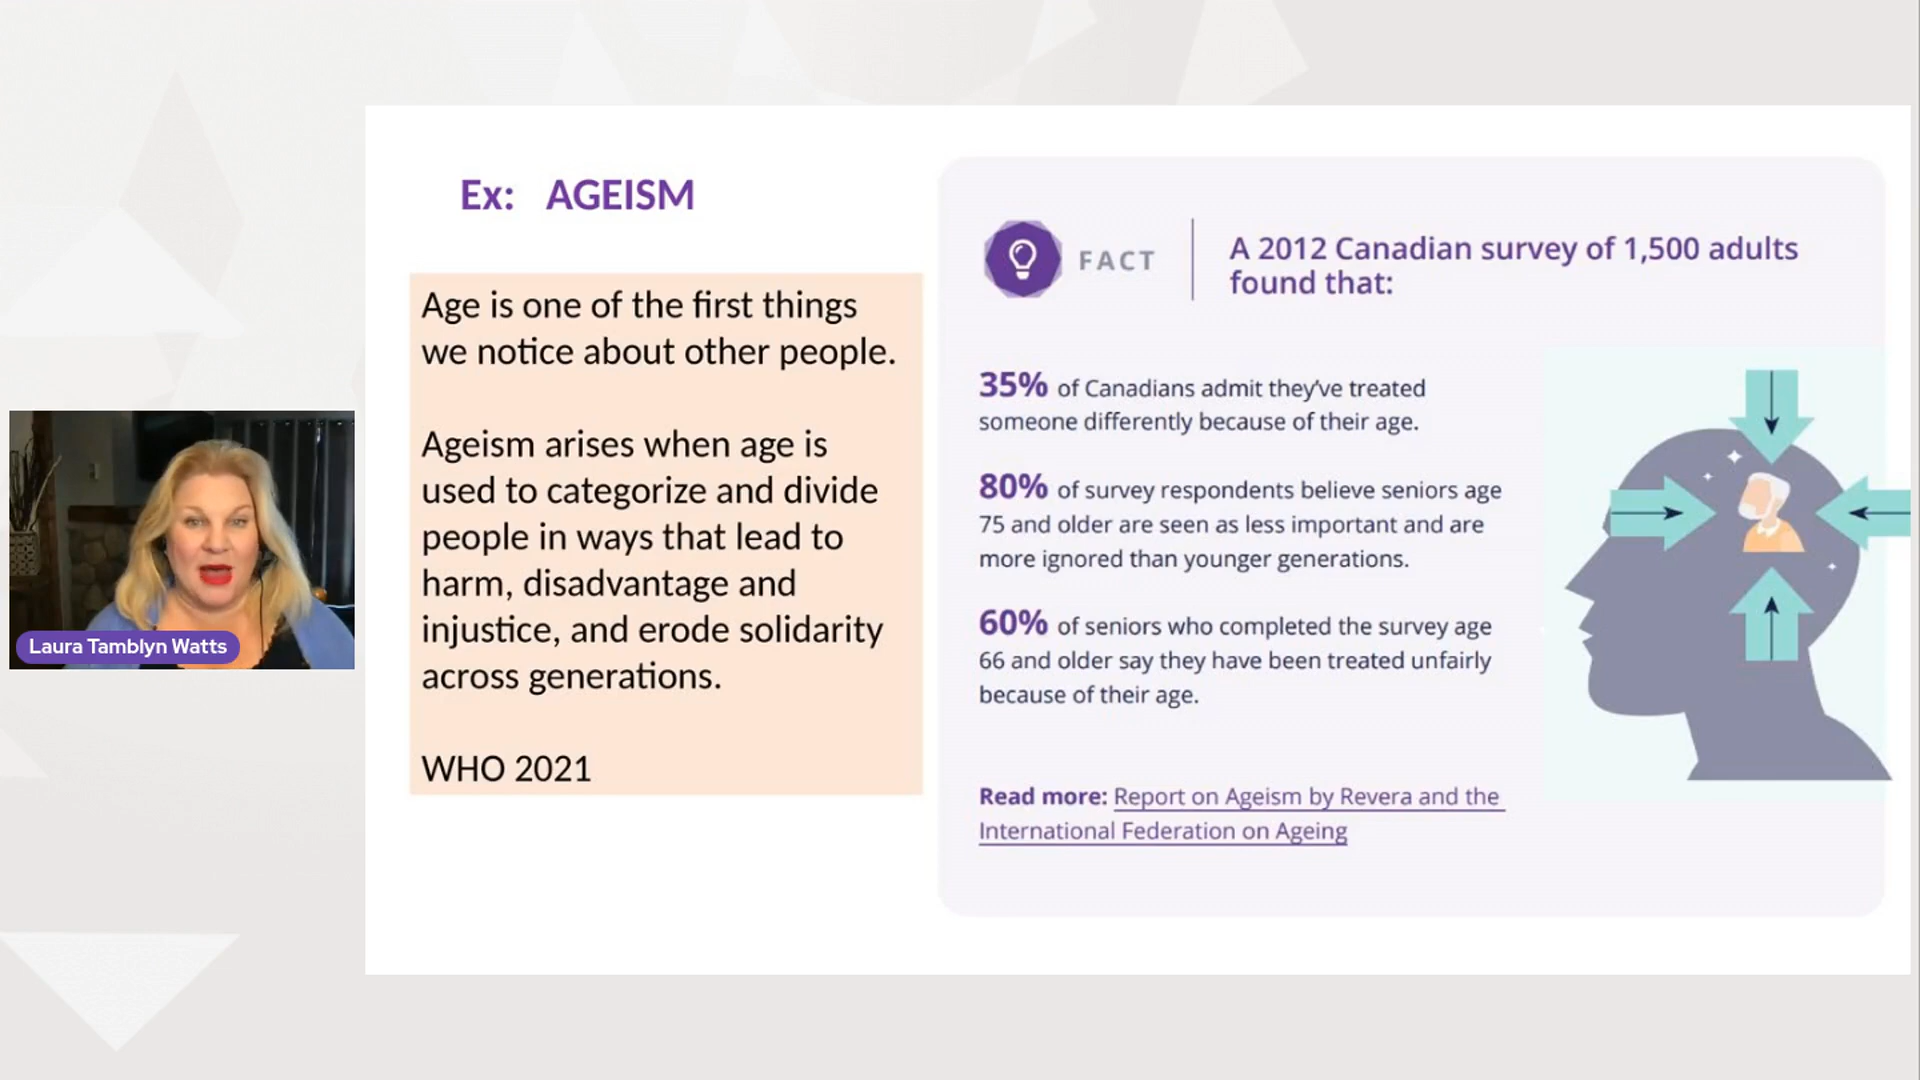 Ex: AGEISM
Age is one of the first things
we notice about other people.
Ageism arises when age is
used to categorize and divide
people in ways that lead to
harm, disadvantage and
injustice, and erode solidarity
across generations.
WHO 2021
FACT
A 2012 Canadian survey of 1,500 adults
found that:
35% of Canadians admit they've treated
someone differently because of their age.
80% of survey respondents believe seniors age
75 and older are seen as less important and are
more ignored than younger generations.
60% of seniors who completed the survey age
66 and older say they have been treated unfairly
because of their age.
Read more: Report on Ageism by Revera and the
International Federation on Ageing
Laura Tamblyn Watts